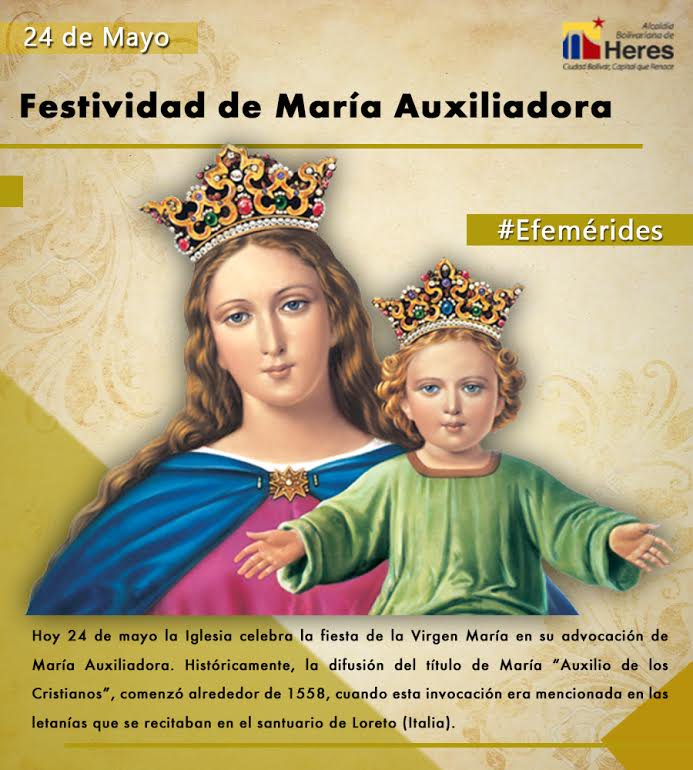 24 de Mayo
Alcaldía
Bolivariana de
Heres
Ciudad Bolívar, Capital que Renace
Festividad de María Auxiliadora
#Efemérides
Hoy 24 de mayo la Iglesia celebra la fiesta de la Virgen María en su advocación de
María Auxiliadora. Históricamente, la difusión del título de María “Auxilio de los
Cristianos”, comenzó alrededor de 1558, cuando esta invocación era mencionada en las
letanías que se recitaban en el santuario de Loreto (Italia).